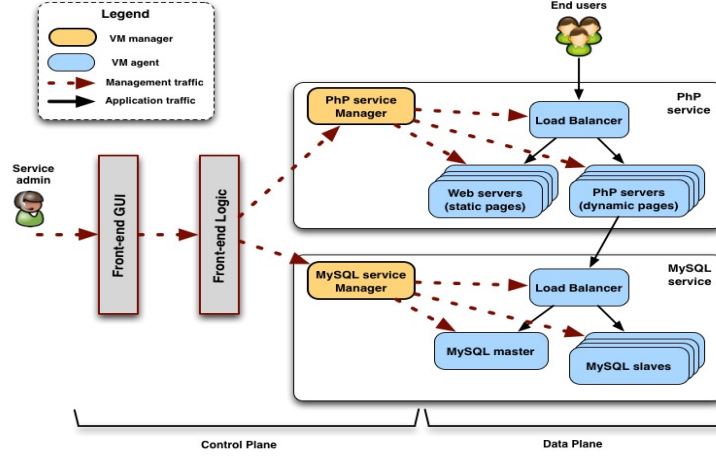 Legend
VM manager
VM agent
Management traffic
Application traffic
End users
PhP service
Manager
Load Balancer
PhP
service
Web servers
(static pages)
PhP servers
(dynamic pages)
Service
admin
Front-end GUI
Front-end Logic
MySQL service
Manager
Load Balancer
MySQL
service
MySQL master
MySQL slaves
Control Plane
Data Plane